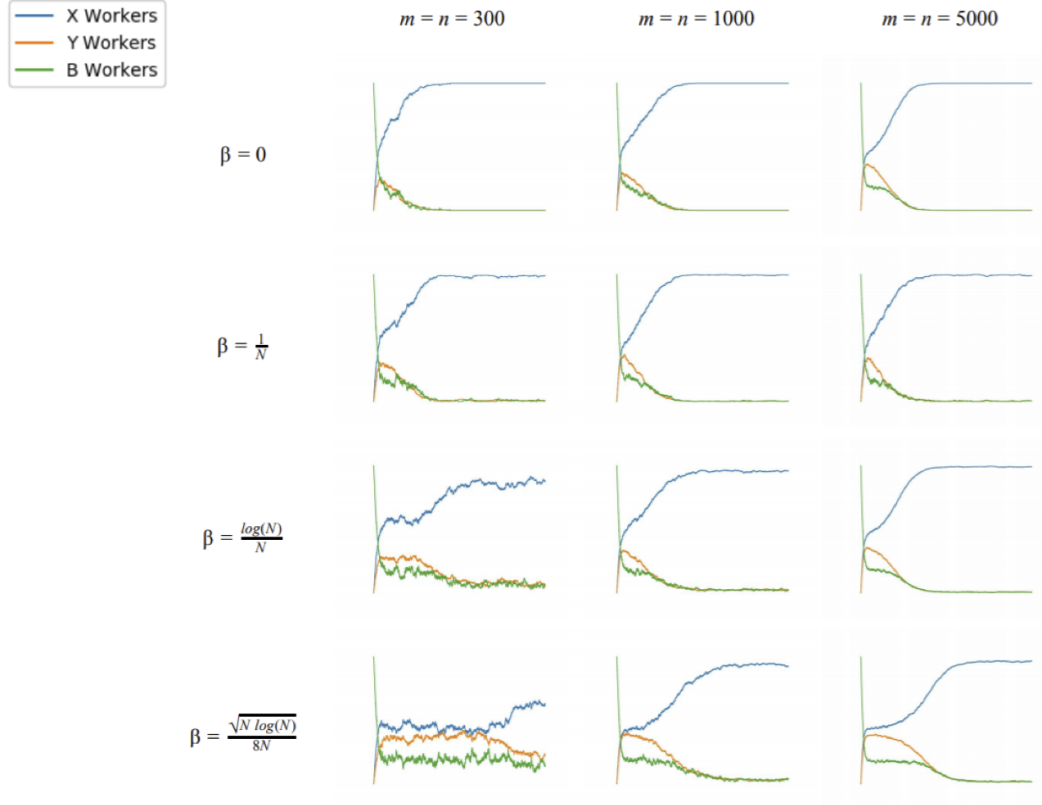 X Workers
Y Workers
B Workers
m = n = 300
m = n = 1000
m = n = 5000
β = 0
β = 1/N
β = log(N)/N
β = √N log(N)/8N